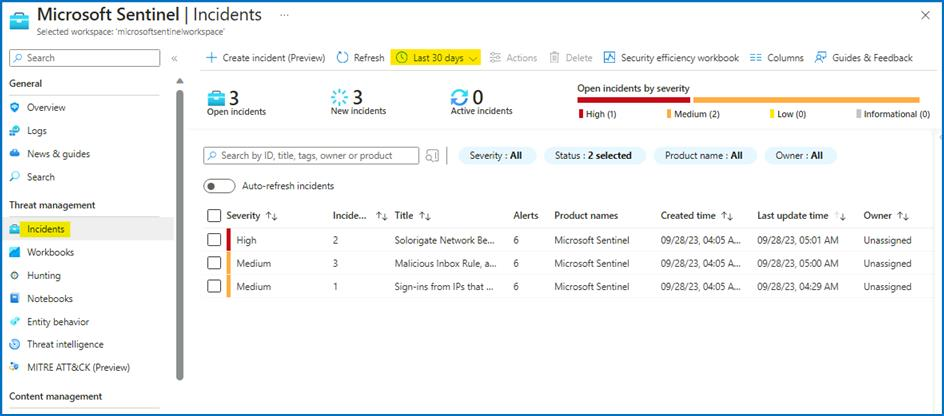 Microsoft Sentinel | Incidents ...
Selected workspace: 'microsoftsentinelworkspace'
Search
General
Overview
Logs
News & guides
Search
Threat management
Incidents
Workbooks
Hunting
Notebooks
Entity behavior
Threat intelligence
MITRE ATT&CK (Preview)
Content management
Create incident (Preview) Refresh Last 30 days Actions Delete Security efficiency workbook Columns Guides & Feedback
3 3 0 Open incidents by severity
Open incidents New incidents Active incidents
High (1) Medium (2) Low (0) Informational (0)
Search by ID, title, tags, owner or product Severity : All Status : 2 selected Product name : All Owner : All
Auto-refresh incidents
Severity Incide... Title Alerts Product names Created time Last update time Owner
High 2 Solorigate Network Be... 6 Microsoft Sentinel 09/28/23, 04:05 A... 09/28/23, 05:01 AM Unassigned
Medium 3 Malicious Inbox Rule, a... 6 Microsoft Sentinel 09/28/23, 04:05 A... 09/28/23, 05:00 AM Unassigned
Medium 1 Sign-ins from IPs that ... 6 Microsoft Sentinel 09/28/23, 04:05 A... 09/28/23, 04:29 AM Unassigned